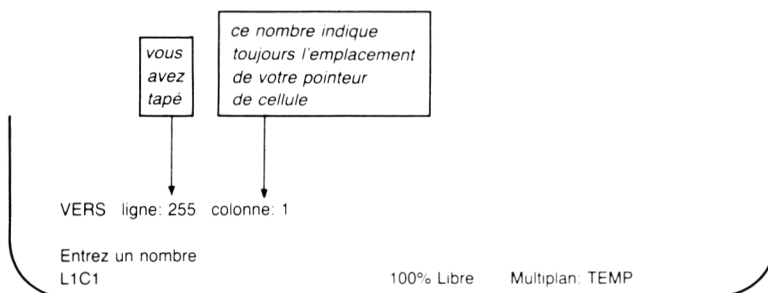 vous
avez
tapé
ce nombre indique
toujours l'emplacement
de votre pointeur
de cellule
VERS ligne: 255 colonne: 1
Entrez un nombre
L1C1 100% Libre Multiplan: TEMP